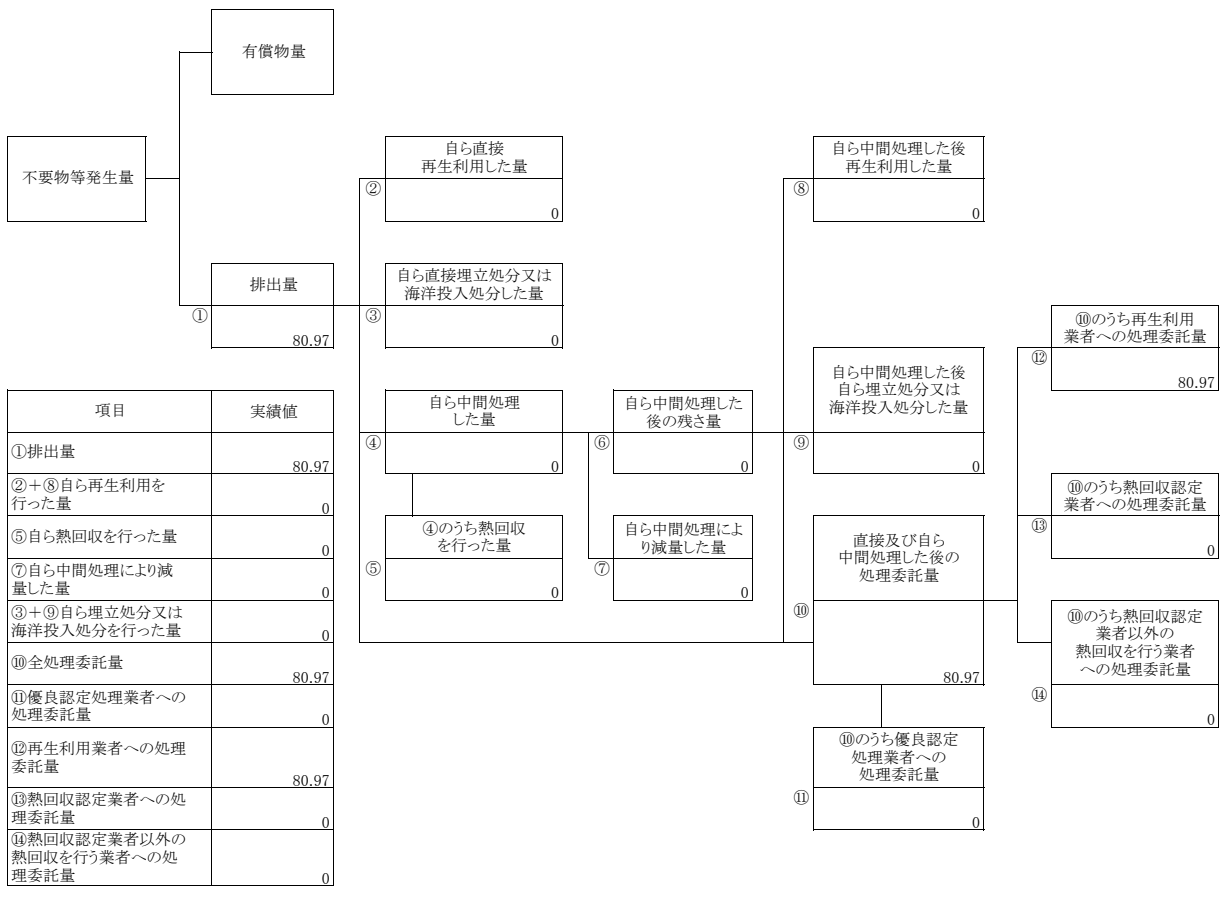 有償物量
不要物等発生量
①
排出量
80.97
②
自ら直接
再生利用した量
0
③
自ら直接埋立処分又は
海洋投入処分した量
0
④
自ら中間処理
した量
0
⑤
④のうち熱回収
を行った量
0
⑥
自ら中間処理した
後の残さ量
0
⑦
自ら中間処理によ
り減量した量
0
⑧
自ら中間処理した後
再生利用した量
0
⑨
自ら中間処理した後
自ら埋立処分又は
海洋投入処分した量
0
⑩
直接及び自ら
中間処理した後の
処理委託量
80.97
⑪
⑩のうち優良認定
処理業者への
処理委託量
0
⑫
⑩のうち再生利用
業者への処理委託量
80.97
⑬
⑩のうち熱回収認定
業者への処理委託量
0
⑭
⑩のうち熱回収認定
業者以外の
熱回収を行う業者
への処理委託量
0
項目 実績値
①排出量
80.97
②+⑧自ら再生利用を
行った量
0
⑤自ら熱回収を行った量
0
⑦自ら中間処理により減
量した量
0
③+⑨自ら埋立処分又は
海洋投入処分を行った量
0
⑩全処理委託量
80.97
⑪優良認定処理業者への
処理委託量
0
⑫再生利用業者への処理
委託量
80.97
⑬熱回収認定業者への処
理委託量
0
⑭熱回収認定業者以外の
熱回収を行う業者への処
理委託量
0